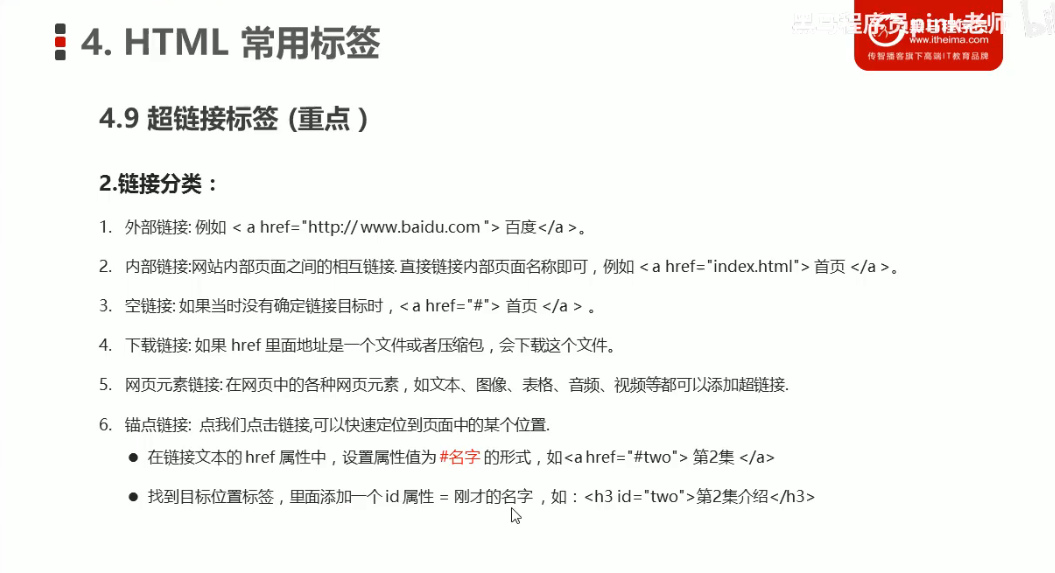 4. HTML 常用标签
黑马程序员pink老师
www.itheima.com
传智播客旗下高端IT教育品牌
4.9 超链接标签 (重点 )
2.链接分类：
1. 外部链接: 例如 < a href="http:// www.baidu.com "> 百度</a >。
2. 内部链接:网站内部页面之间的相互链接. 直接链接内部页面名称即可，例如 < a href="index.html"> 首页 </a >。
3. 空链接: 如果当时没有确定链接目标时，< a href="#"> 首页 </a > 。
4. 下载链接: 如果 href 里面地址是一个文件或者压缩包，会下载这个文件。
5. 网页元素链接: 在网页中的各种网页元素，如文本、图像、表格、音频、视频等都可以添加超链接.
6. 锚点链接: 点我们点击链接,可以快速定位到页面中的某个位置.
● 在链接文本的 href 属性中，设置属性值为 #名字 的形式，如<a href="#two"> 第2集 </a>
● 找到目标位置标签，里面添加一个 id 属性 = 刚才的名字 ，如：<h3 id="two">第2集介绍</h3>